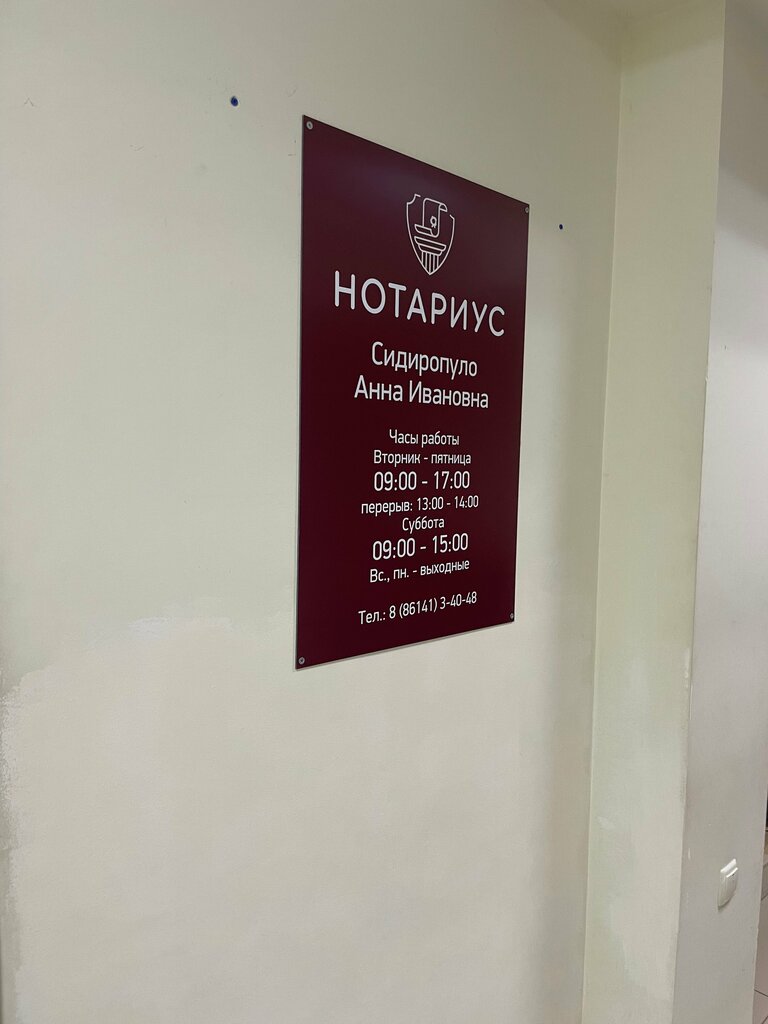 НОТАРИУС
Сидиропуло
Анна Ивановна
Часы работы
Вторник - пятница
09:00 - 17:00
перерыв: 13:00 - 14:00
Суббота
09:00 - 15:00
Вс., пн. - выходные
Тел.: 8 (86141) 3-40-48